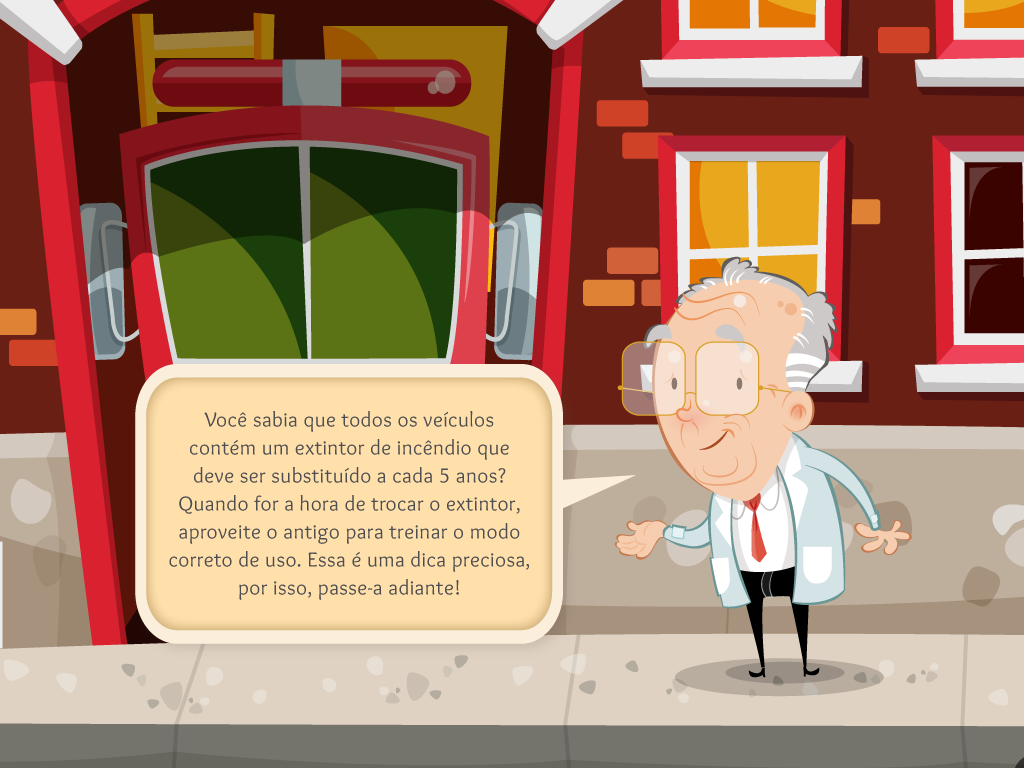 Você sabia que todos os veículos
contém um extintor de incêndio que
deve ser substituído a cada 5 anos?
Quando for a hora de trocar o extintor,
aproveite o antigo para treinar o modo
correto de uso. Essa é uma dica preciosa,
por isso, passe-a adiante!